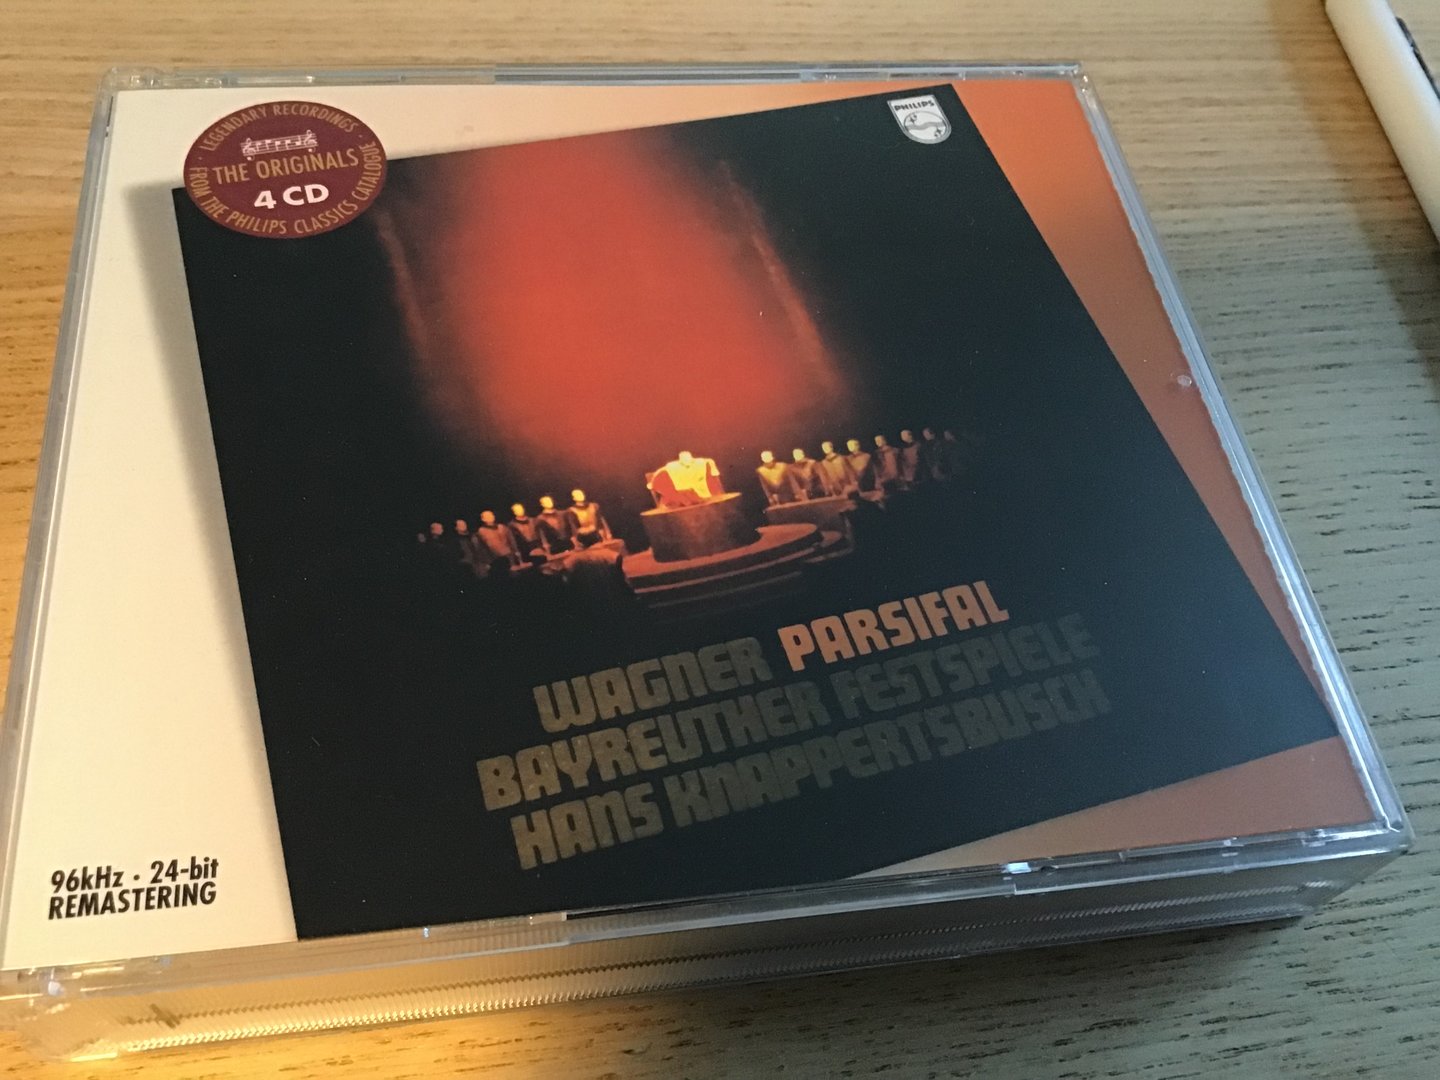 LEGENDARY RECORDINGS
THE ORIGINALS
4 CD
FROM THE PHILIPS CLASSICS CATALOGUE
PHILIPS
WAGNER PARSIFAL
BAYREUTHER FESTSPIELE
HANS KNAPPERTSBUSCH
96kHz · 24-bit
REMASTERING